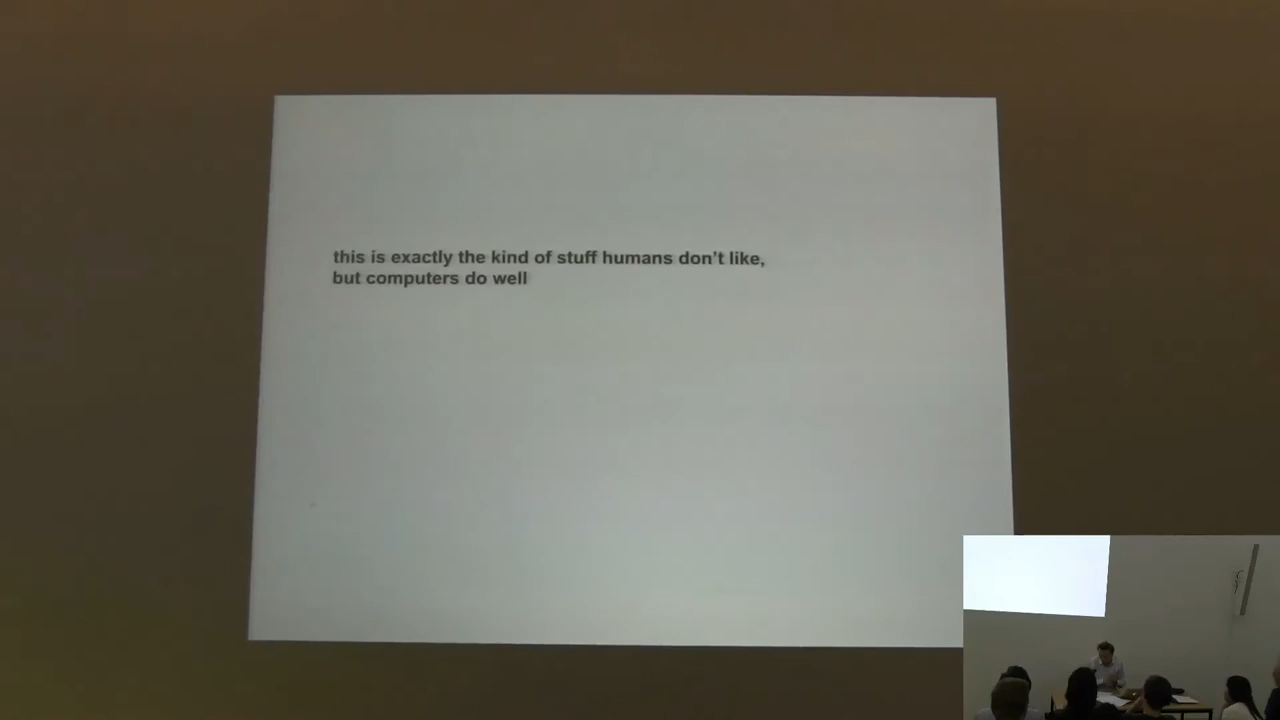 this is exactly the kind of stuff humans don't like,
but computers do well